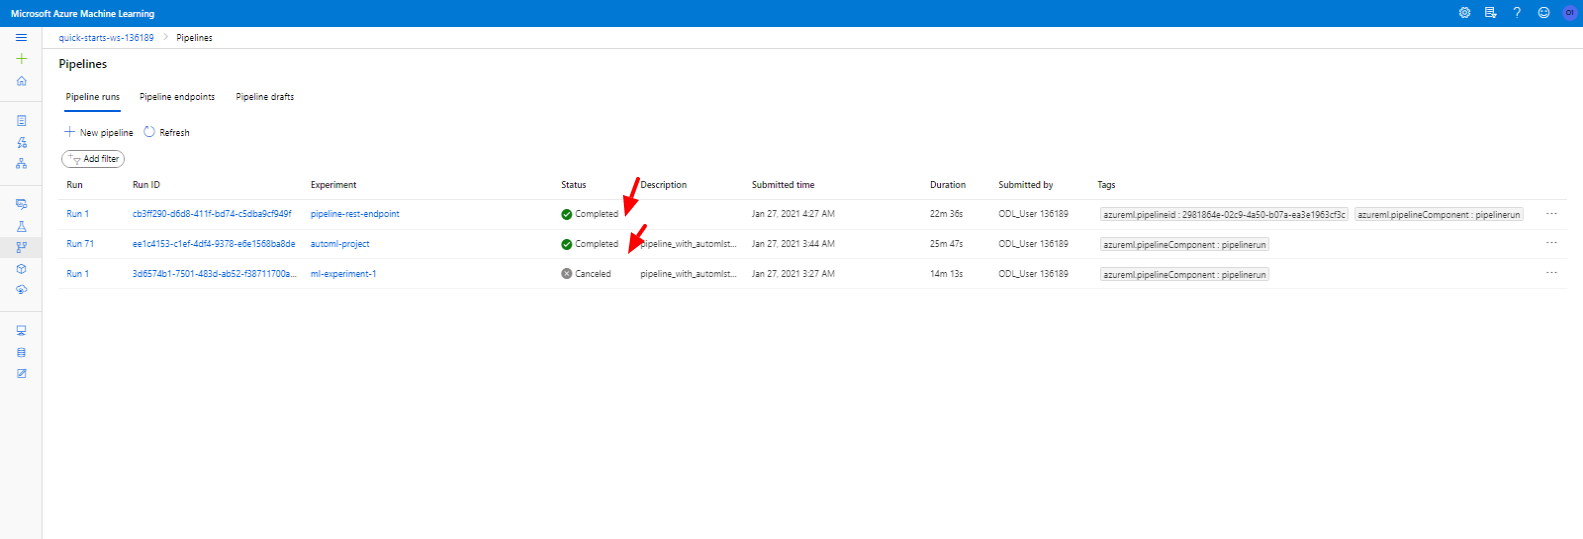 Microsoft Azure Machine Learning
quick-starts-ws-136189 > Pipelines
Pipelines
Pipeline runs Pipeline endpoints Pipeline drafts
New pipeline Refresh
Add filter
Run Run ID Experiment Status Description Submitted time Duration Submitted by Tags
Run 1 cb3ff290-d6d8-411f-bd74-c5dba9cf949f pipeline-rest-endpoint Completed Jan 27, 2021 4:27 AM 22m 36s ODL_User 136189 azureml.pipelineid : 2981864e-02c9-4a50-b07a-ea3e1963cf3c azureml.pipelineComponent : pipelinerun ...
Run 71 ee1c4153-c1ef-4df4-9378-e6e1568ba8de automl-project Completed pipeline_with_automlst... Jan 27, 2021 3:44 AM 25m 47s ODL_User 136189 azureml.pipelineComponent : pipelinerun ...
Run 1 3d6574b1-7501-483d-ab52-f38711700a... ml-experiment-1 Canceled pipeline_with_automlst... Jan 27, 2021 3:27 AM 14m 13s ODL_User 136189 azureml.pipelineComponent : pipelinerun ...